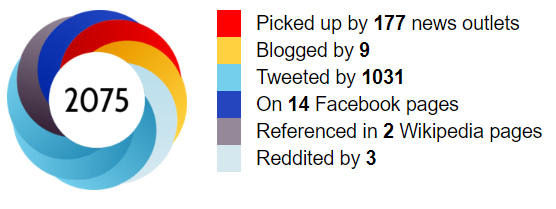 2075
Picked up by 177 news outlets
Blogged by 9
Tweeted by 1031
On 14 Facebook pages
Referenced in 2 Wikipedia pages
Reddited by 3